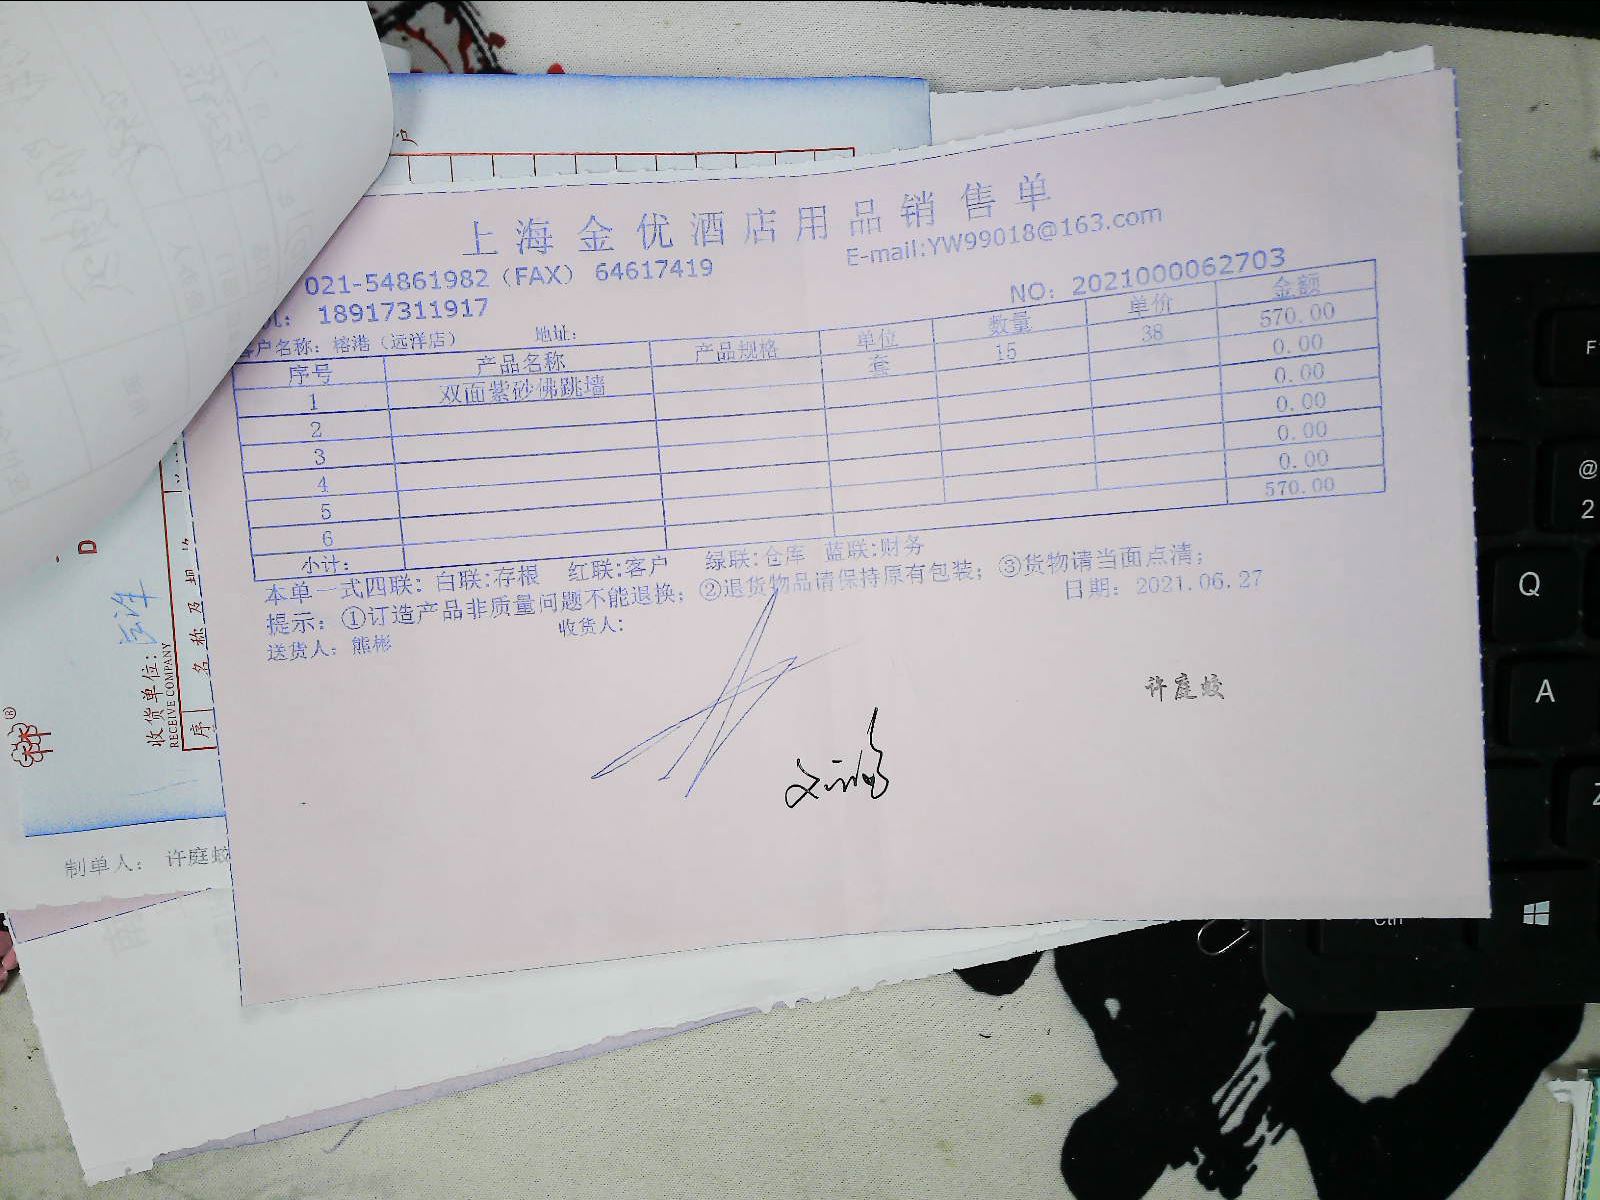 上海金优酒店用品销售单
E-mail:YW99018@163.com
021-54861982（FAX） 64617419
18917311917
NO：2021000062703
客户名称：榕港（远洋店） 地址：
序号 产品名称 产品规格 单位 数量 单价 金额
1 双面紫砂佛跳墙 套 15 38 570.00
2 0.00
3 0.00
4 0.00
5 0.00
6 0.00
小计： 570.00
本单一式四联：白联:存根 红联:客户 绿联:仓库 蓝联:财务
提示：①订造产品非质量问题不能退换；②退货物品请保持原有包装；③货物请当面点清；
送货人：熊彬 收货人： 日期：2021.06.27
许庭蛟
收货单位：
RECEIVE COMPANY
序 名称及规
制单人： 许庭蛟
D
@
2
Q
A
Z
Ctrl